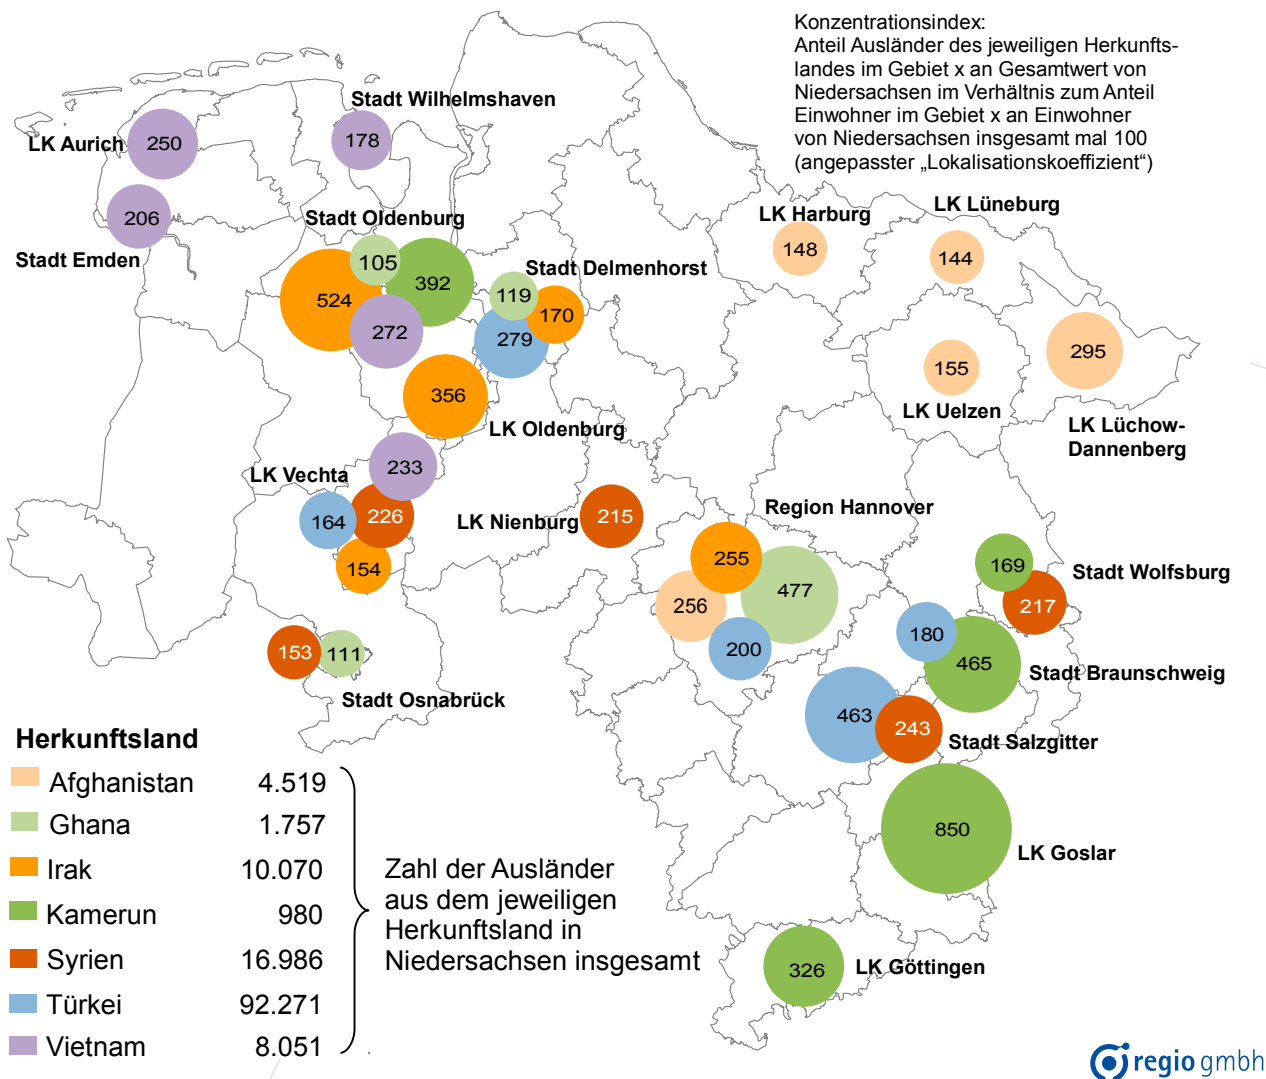 Konzentrationsindex:
Anteil Ausländer des jeweiligen Herkunfts-
landes im Gebiet x an Gesamtwert von
Niedersachsen im Verhältnis zum Anteil
Einwohner im Gebiet x an Einwohner
von Niedersachsen insgesamt mal 100
(angepasster „Lokalisationskoeffizient“)
Stadt Wilhelmshaven
178
LK Aurich
250
206
Stadt Emden
Stadt Oldenburg
105
392
524
272
Stadt Delmenhorst
119
170
279
LK Harburg
148
LK Lüneburg
144
155
LK Uelzen
295
LK Lüchow-
Dannenberg
356
LK Oldenburg
LK Vechta
233
164
226
154
LK Nienburg
215
Region Hannover
255
477
256
200
169
Stadt Wolfsburg
217
180
465
Stadt Braunschweig
463
243
Stadt Salzgitter
153
111
Stadt Osnabrück
850
LK Goslar
326
LK Göttingen
Herkunftsland
Afghanistan 4.519
Ghana 1.757
Irak 10.070
Kamerun 980
Syrien 16.986
Türkei 92.271
Vietnam 8.051
Zahl der Ausländer
aus dem jeweiligen
Herkunftsland in
Niedersachsen insgesamt
regio gmbh